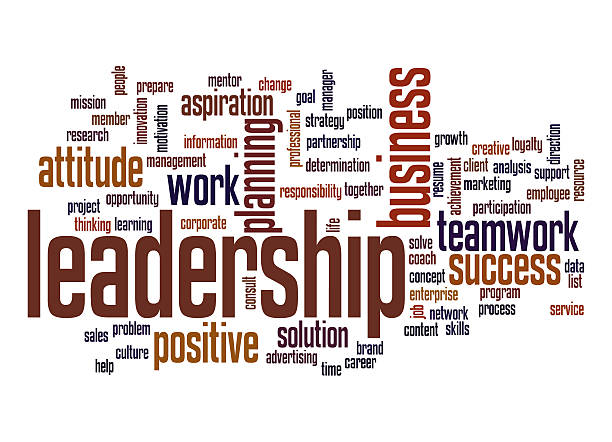 people
mission
prepare
mentor
change
manager
goal
business
member
innovation
motivation
aspiration
professional
strategy
position
research
information
planning
partnership
growth
creative
loyalty
direction
attitude
management
determination
resume
achievement
client
analysis
support
resource
opportunity
work
responsibility
together
marketing
employee
project
participation
thinking
learning
corporate
life
leadership
solve
teamwork
coach
concept
success
data
list
consult
enterprise
program
job
network
process
service
content
skills
sales
problem
positive
solution
culture
advertising
brand
help
time
career